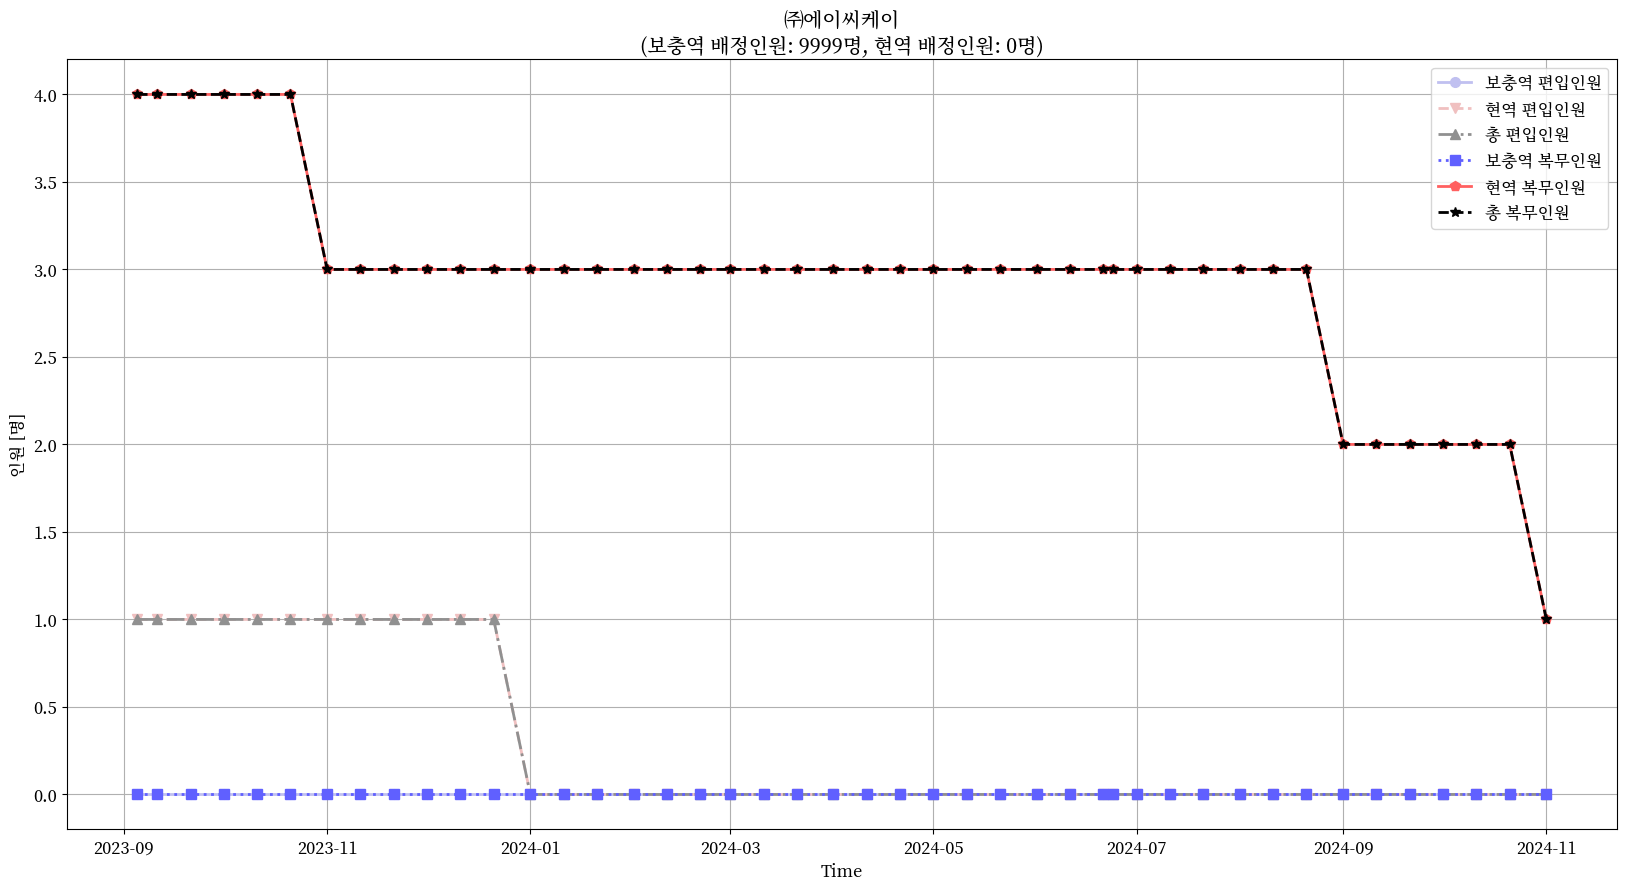 ㈜에이씨케이
(보충역 배정인원: 9999명, 현역 배정인원: 0명)
보충역 편입인원
현역 편입인원
총 편입인원
보충역 복무인원
현역 복무인원
총 복무인원
인원 [명]
4.0
3.5
3.0
2.5
2.0
1.5
1.0
0.5
0.0
2023-09 2023-11 2024-01 2024-03 2024-05 2024-07 2024-09 2024-11
Time